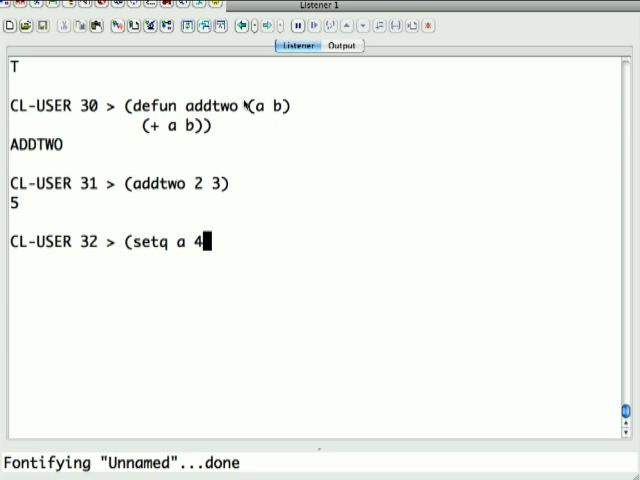 Listener 1
Listener Output
T
CL-USER 30 > (defun addtwo (a b)
(+ a b))
ADDTWO
CL-USER 31 > (addtwo 2 3)
5
CL-USER 32 > (setq a 4
Fontifying "Unnamed"...done